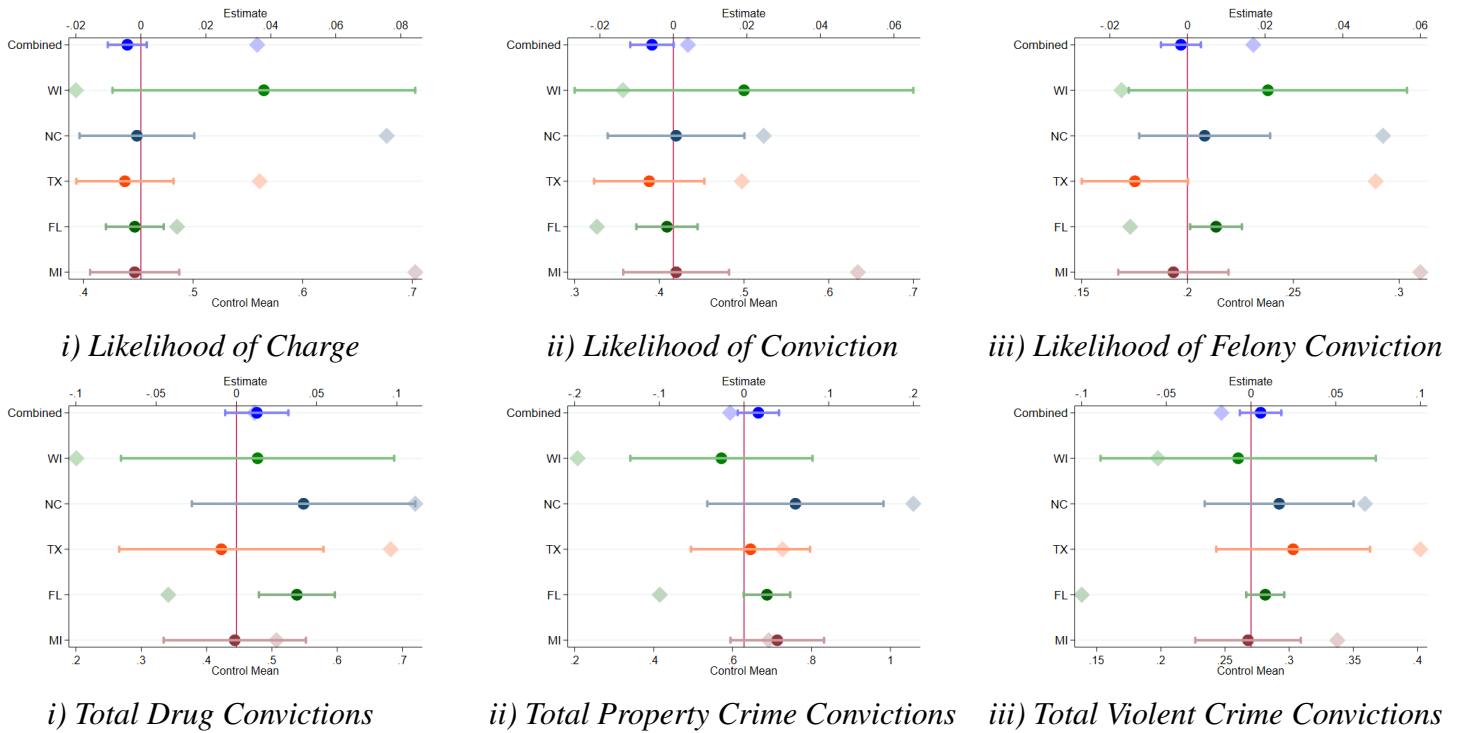 Estimate Estimate Estimate
-.02 0 .02 .04 .06 .08 -.02 0 .02 .04 .06 -.02 0 .02 .04 .06
Combined Combined Combined
WI WI WI
NC NC NC
TX TX TX
FL FL FL
MI MI MI
.4 .5 .6 .7 .3 .4 .5 .6 .7 .15 .2 .25 .3
Control Mean Control Mean Control Mean
i) Likelihood of Charge ii) Likelihood of Conviction iii) Likelihood of Felony Conviction
Estimate Estimate Estimate
-.1 -.05 0 .05 .1 -.2 -.1 0 .1 .2 -.1 -.05 0 .05 .1
Combined Combined Combined
WI WI WI
NC NC NC
TX TX TX
FL FL FL
MI MI MI
.2 .3 .4 .5 .6 .7 .2 .4 .6 .8 1 .15 .2 .25 .3 .35 .4
Control Mean Control Mean Control Mean
i) Total Drug Convictions ii) Total Property Crime Convictions iii) Total Violent Crime Convictions